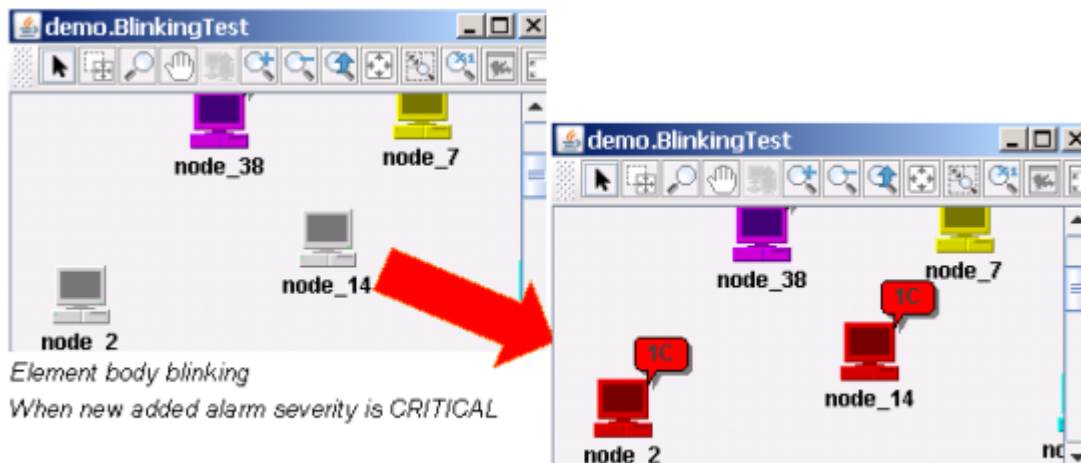 demo.BlinkingTest
node_38
node_7
node_14
node_2
Element body blinking
When new added alarm severity is CRITICAL
demo.BlinkingTest
node_38
node_7
1C
node_14
1C
node_2